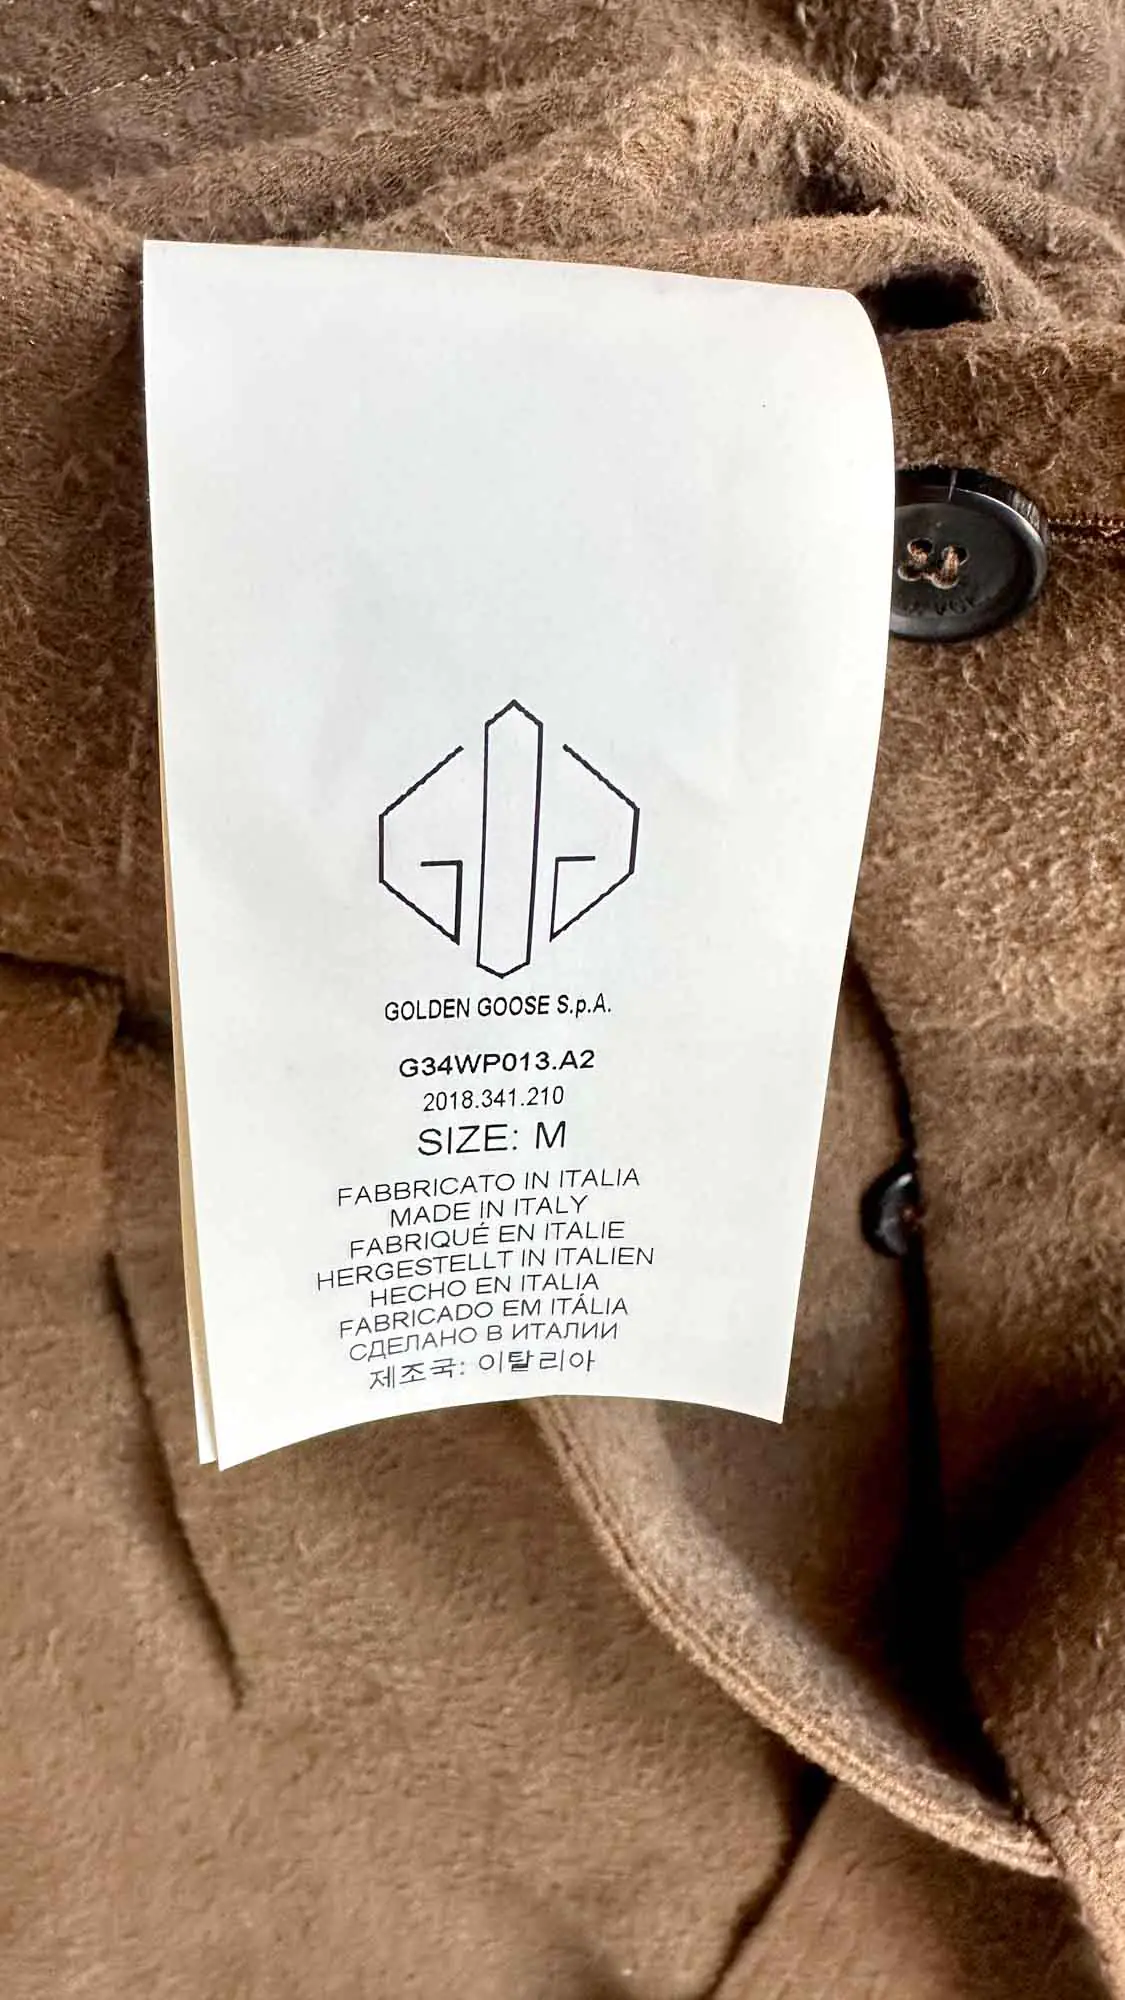 GOLDEN GOOSE S.p.A.
G34WP013.A2
2018.341.210
SIZE: M
FABBRICATO IN ITALIA
MADE IN ITALY
FABRIQUÉ EN ITALIE
HERGESTELLT IN ITALIEN
HECHO EN ITALIA
FABRICADO EM ITÁLIA
СДЕЛАНО В ИТАЛИИ
제조국: 이탈리아